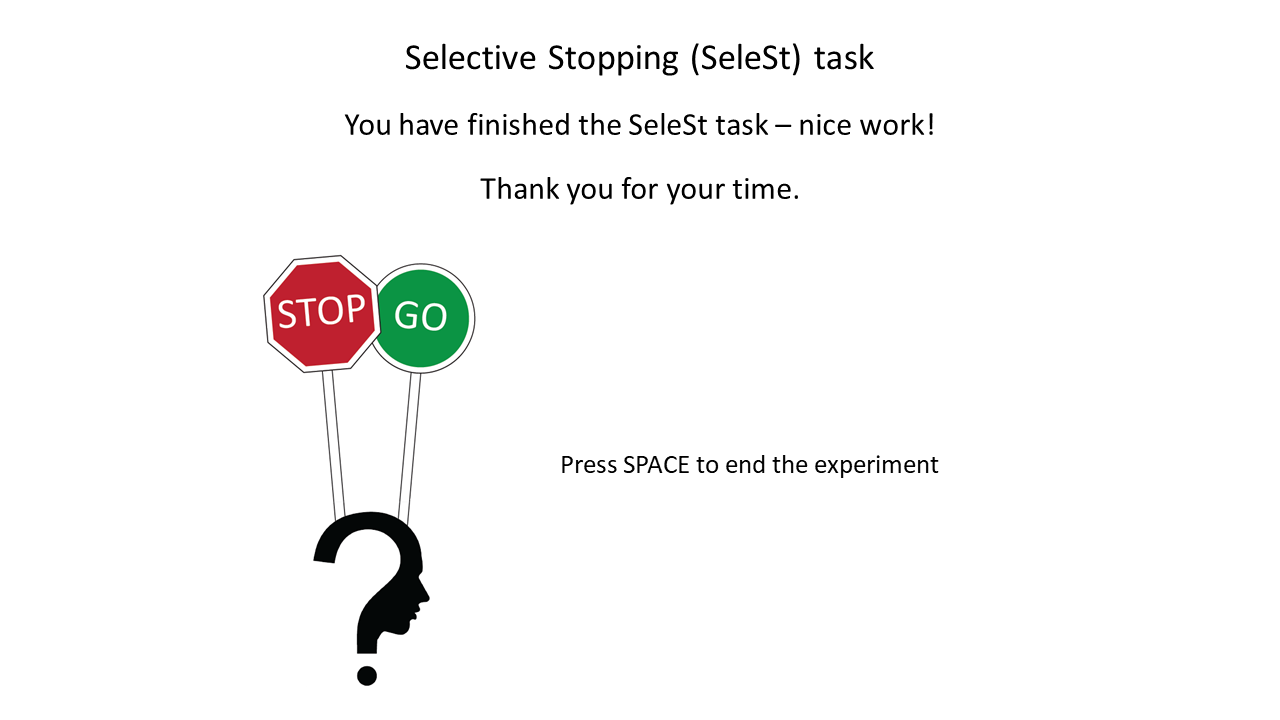 Selective Stopping (SeleSt) task
You have finished the SeleSt task – nice work!
Thank you for your time.
STOP
GO
Press SPACE to end the experiment